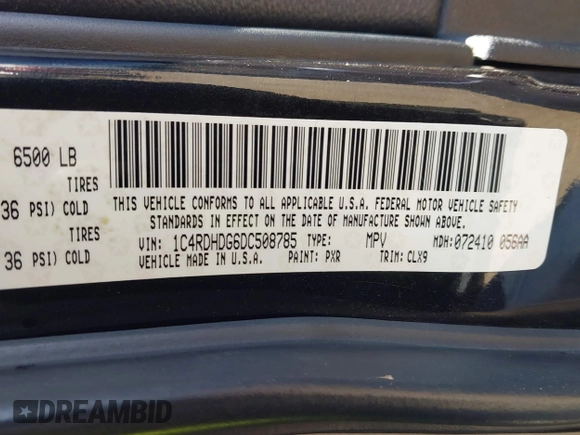 6500 LB
TIRES
36 PSI) COLD
TIRES
36 PSI) COLD
THIS VEHICLE CONFORMS TO ALL APPLICABLE U.S.A. FEDERAL MOTOR VEHICLE SAFETY
STANDARDS IN EFFECT ON THE DATE OF MANUFACTURE SHOWN ABOVE.
VIN: 1C4RDHDG6DC508785 TYPE: MPV MDH:072410 056AA
VEHICLE MADE IN U.S.A. PAINT: PXR TRIM: CLX9
DREAMBID